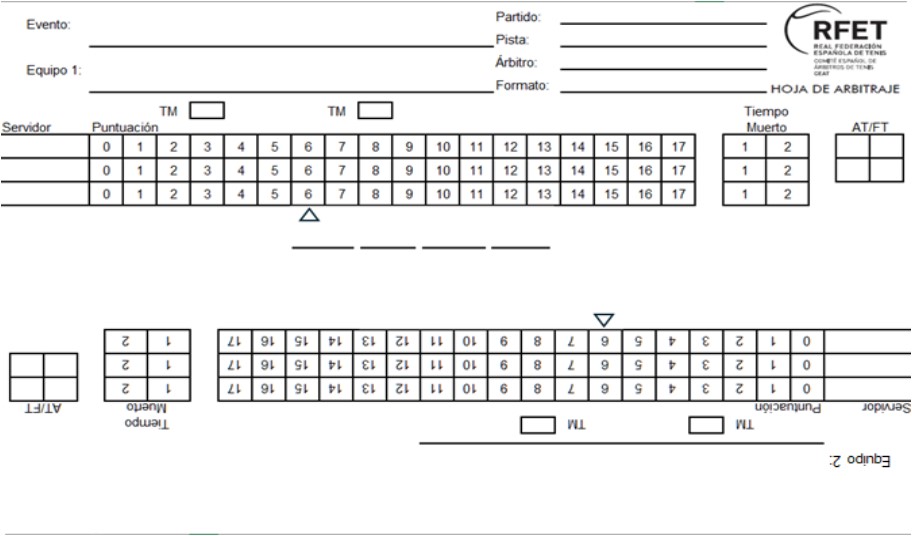 Evento:
Partido:
Pista:
Equipo 1:
Árbitro:
Formato:
RFET
REAL FEDERACIÓN
ESPAÑOLA DE TENIS
COMITÉ ESPAÑOL DE
ÁRBITROS DE TENIS
CEAT
HOJA DE ARBITRAJE
TM TM
Servidor Puntuación Tiempo Muerto AT/FT
0 1 2 3 4 5 6 7 8 9 10 11 12 13 14 15 16 17 1 2
0 1 2 3 4 5 6 7 8 9 10 11 12 13 14 15 16 17 1 2
0 1 2 3 4 5 6 7 8 9 10 11 12 13 14 15 16 17 1 2
Equipo 2:
TM TM
Servidor Puntuación Tiempo Muerto AT/FT
0 1 2 3 4 5 6 7 8 9 10 11 12 13 14 15 16 17 1 2
0 1 2 3 4 5 6 7 8 9 10 11 12 13 14 15 16 17 1 2
0 1 2 3 4 5 6 7 8 9 10 11 12 13 14 15 16 17 1 2